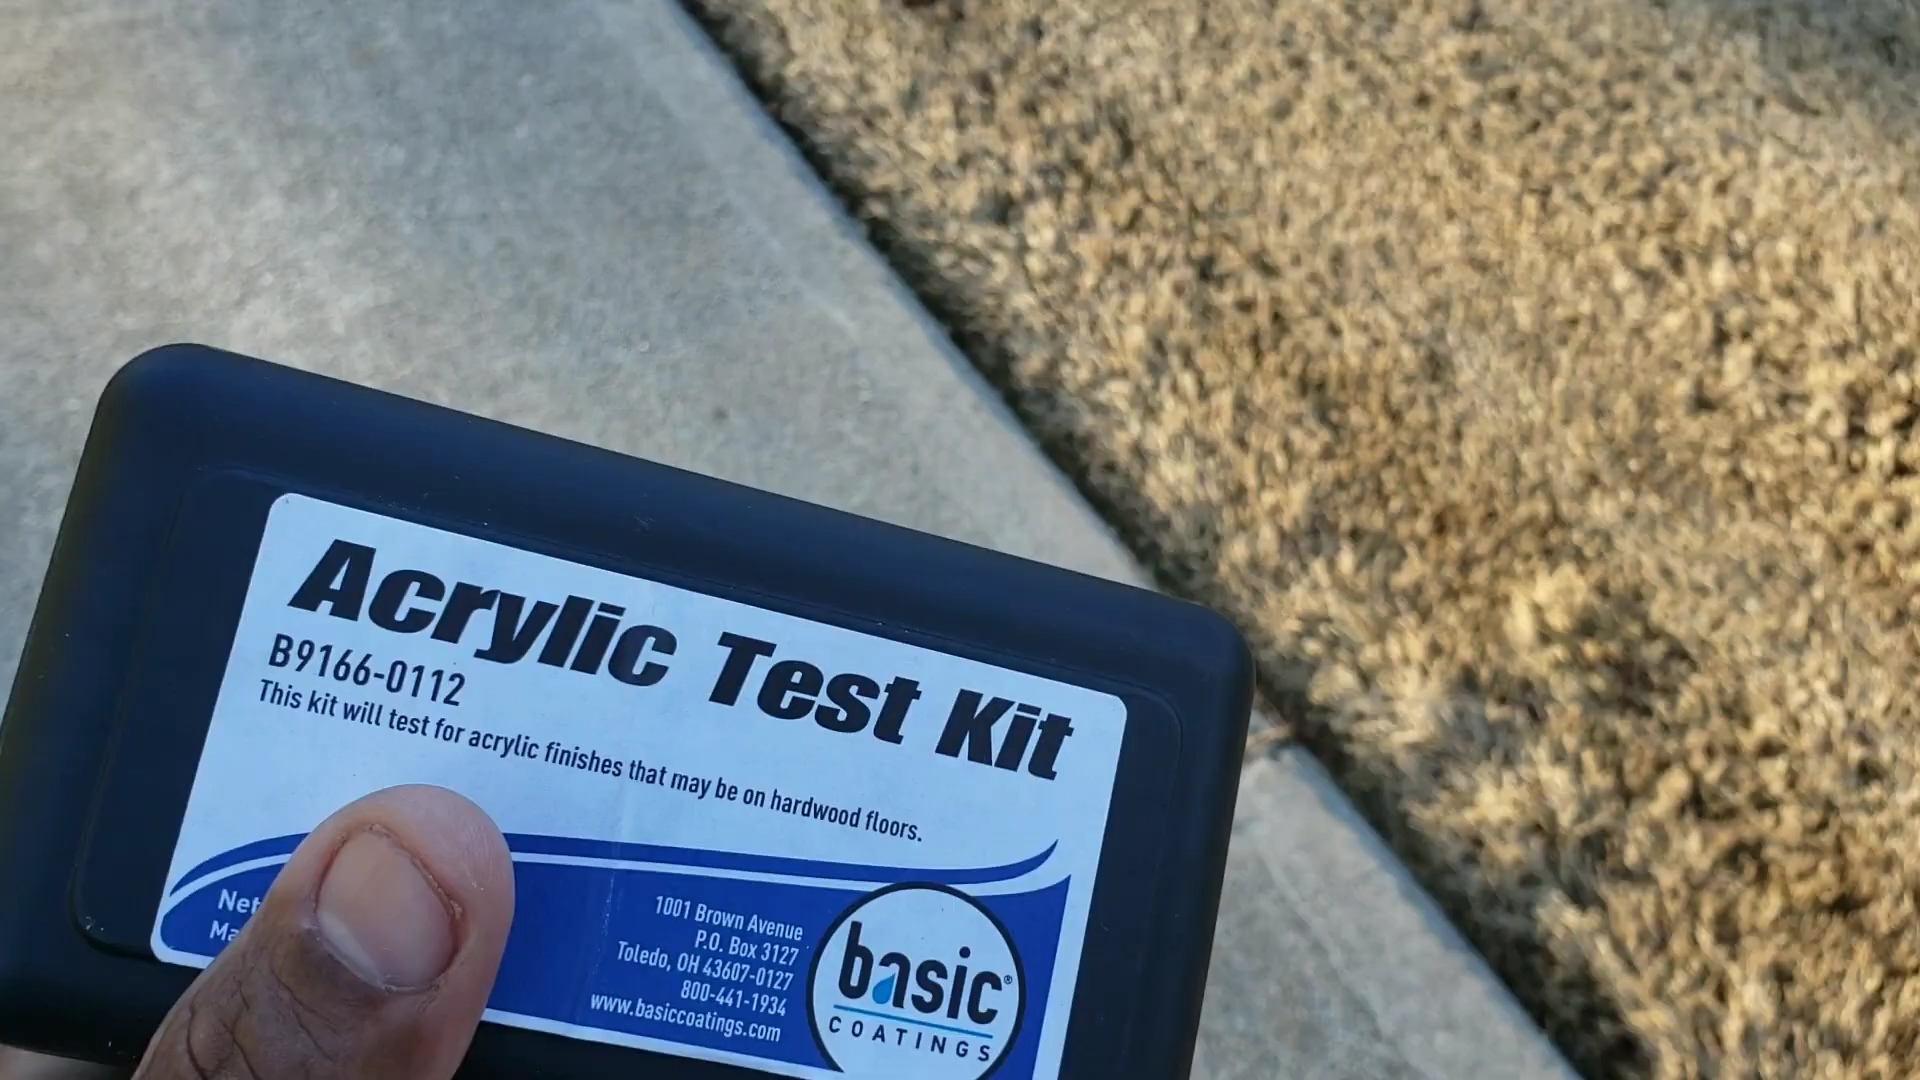 Acrylic Test Kit
B9166-0112
This kit will test for acrylic finishes that may be on hardwood floors.
1001 Brown Avenue
P.O. Box 3127
Toledo, OH 43607-0127
800-441-1934
www.basiccoatings.com
basic®
COATINGS